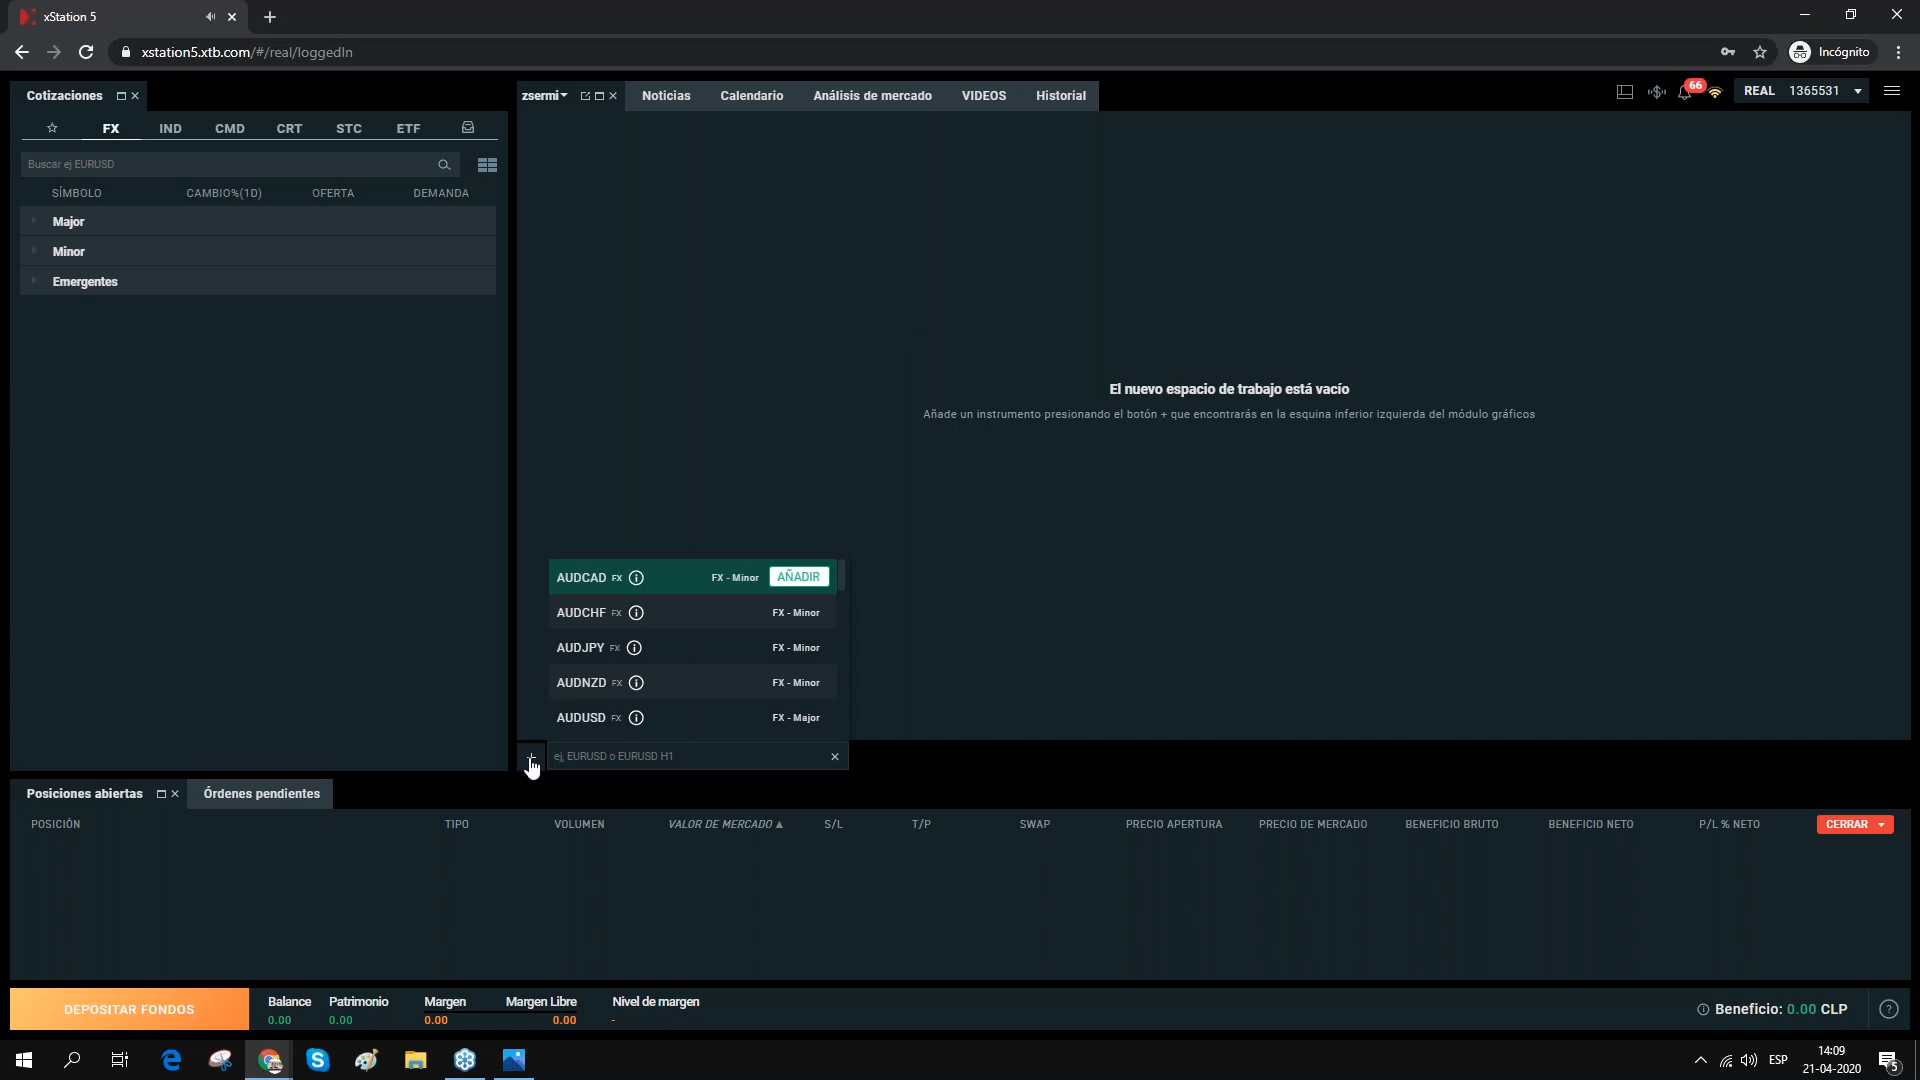 xStation 5
xstation5.xtb.com/#/real/loggedIn
Incógnito
Cotizaciones
zsermi
Noticias
Calendario
Análisis de mercado
VIDEOS
Historial
66
REAL 1365531
FX
IND
CMD
CRT
STC
ETF
Buscar ej EURUSD
SÍMBOLO
CAMBIO%(1D)
OFERTA
DEMANDA
Major
Minor
Emergentes
El nuevo espacio de trabajo está vacío
Añade un instrumento presionando el botón + que encontrarás en la esquina inferior izquierda del módulo gráficos
AUDCAD FX FX - Minor AÑADIR
AUDCHF FX FX - Minor
AUDJPY FX FX - Minor
AUDNZD FX FX - Minor
AUDUSD FX FX - Major
ej, EURUSD o EURUSD H1
Posiciones abiertas
Órdenes pendientes
POSICIÓN
TIPO
VOLUMEN
VALOR DE MERCADO ▲
S/L
T/P
SWAP
PRECIO APERTURA
PRECIO DE MERCADO
BENEFICIO BRUTO
BENEFICIO NETO
P/L % NETO
CERRAR
DEPOSITAR FONDOS
Balance Patrimonio Margen Margen Libre Nivel de margen
0.00 0.00 0.00 0.00 -
Beneficio: 0.00 CLP
?
ESP
14:09
21-04-2020
5